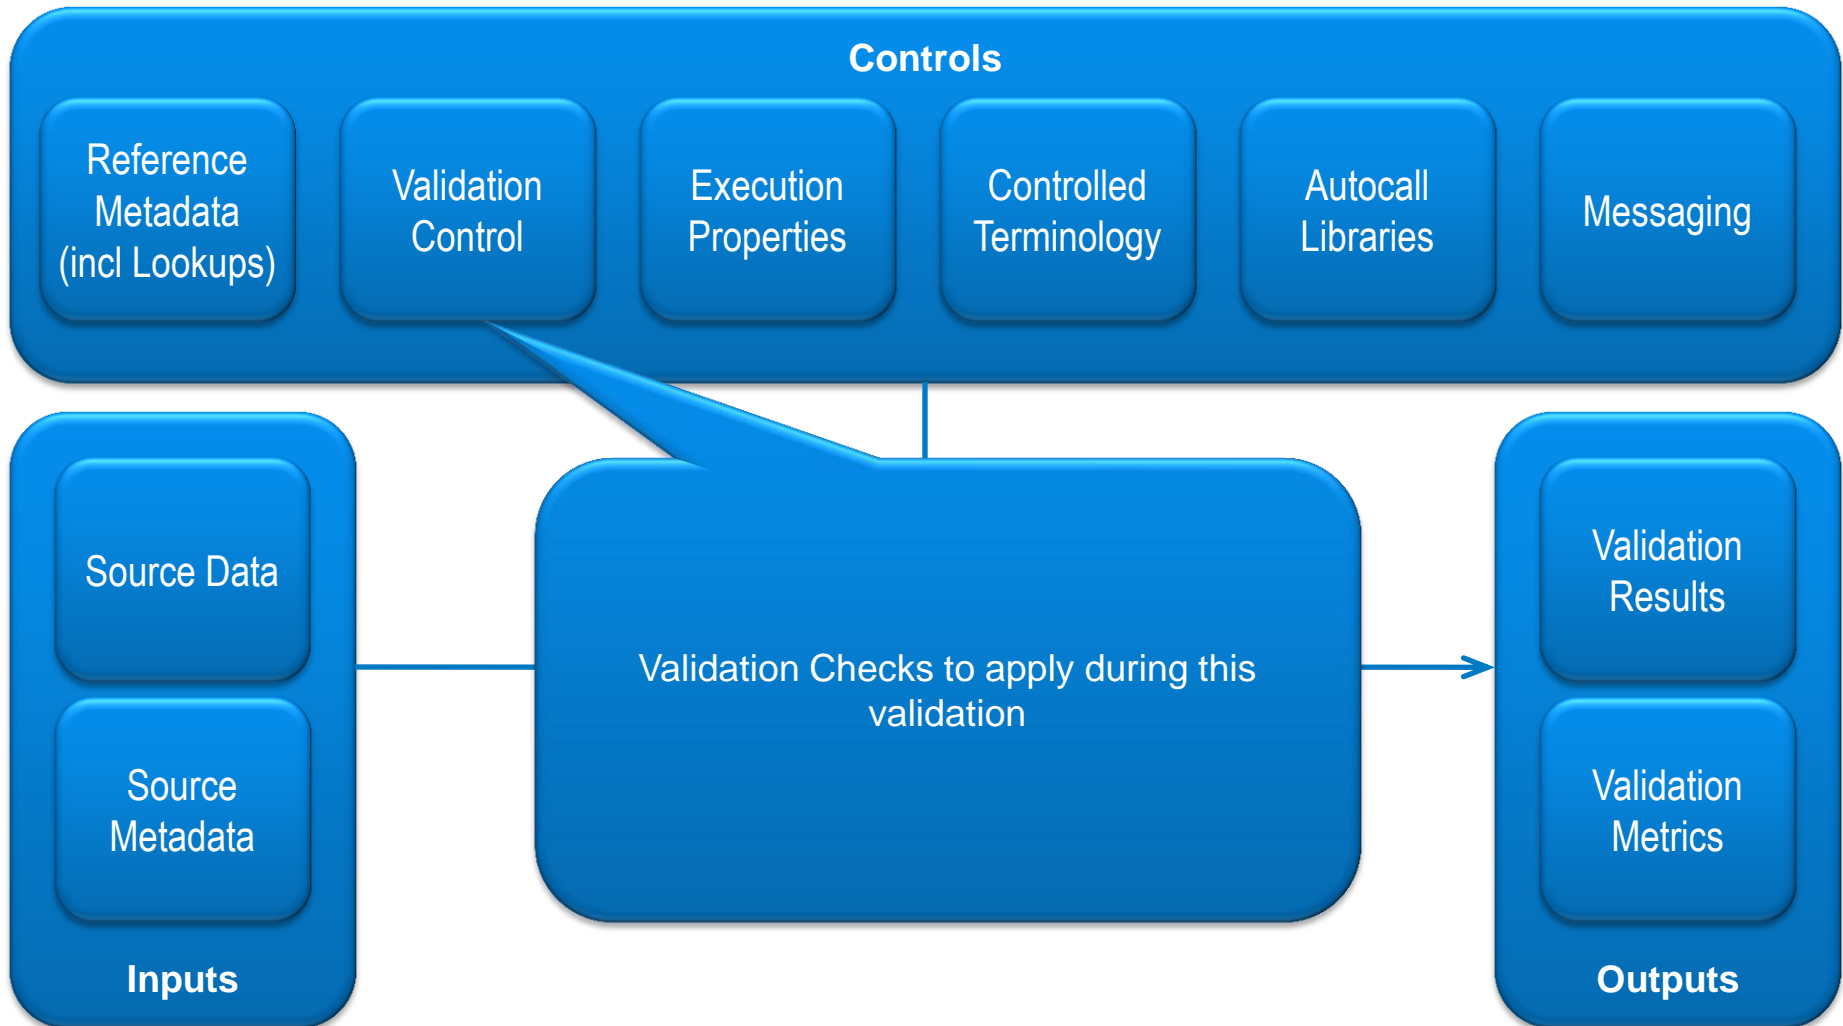 Controls
Reference
Metadata
(incl Lookups)
Validation
Control
Execution
Properties
Controlled
Terminology
Autocall
Libraries
Messaging
Source Data
Source
Metadata
Inputs
Validation Checks to apply during this
validation
Validation
Results
Validation
Metrics
Outputs